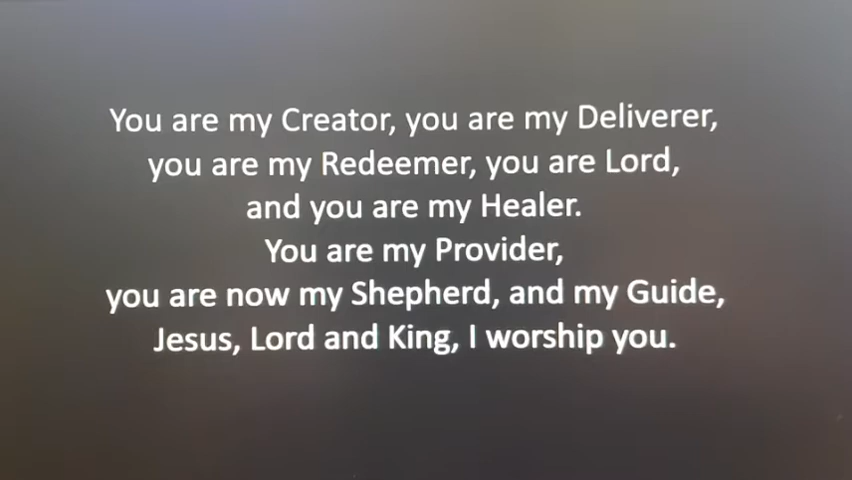 You are my Creator, you are my Deliverer,
you are my Redeemer, you are Lord,
and you are my Healer.
You are my Provider,
you are now my Shepherd, and my Guide,
Jesus, Lord and King, I worship you.